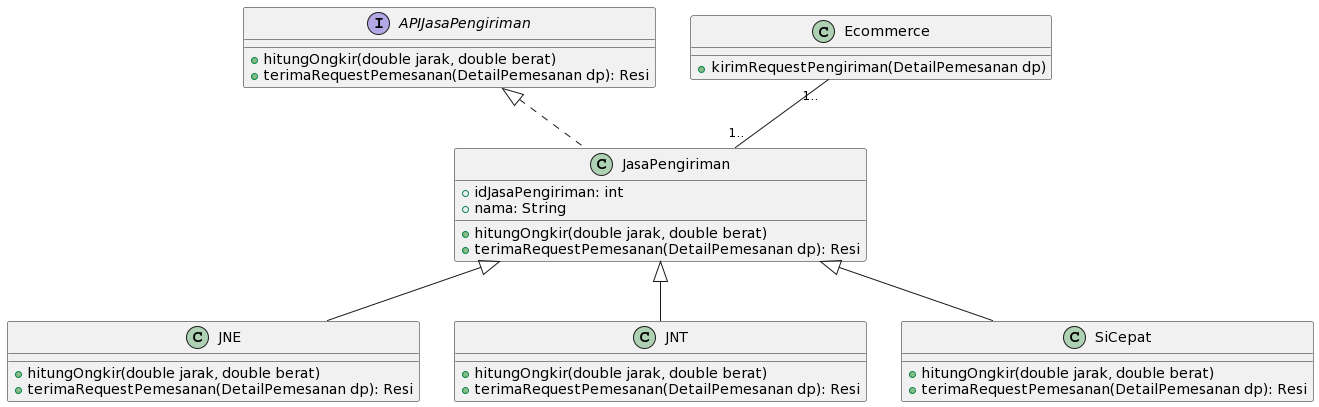 I APIJasaPengiriman
hitungOngkir(double jarak, double berat)
terimaRequestPemesanan(DetailPemesanan dp): Resi
C Ecommerce
kirimRequestPengiriman(DetailPemesanan dp)
1..
1..
C JasaPengiriman
idJasaPengiriman: int
nama: String
hitungOngkir(double jarak, double berat)
terimaRequestPemesanan(DetailPemesanan dp): Resi
C JNE
hitungOngkir(double jarak, double berat)
terimaRequestPemesanan(DetailPemesanan dp): Resi
C JNT
hitungOngkir(double jarak, double berat)
terimaRequestPemesanan(DetailPemesanan dp): Resi
C SiCepat
hitungOngkir(double jarak, double berat)
terimaRequestPemesanan(DetailPemesanan dp): Resi